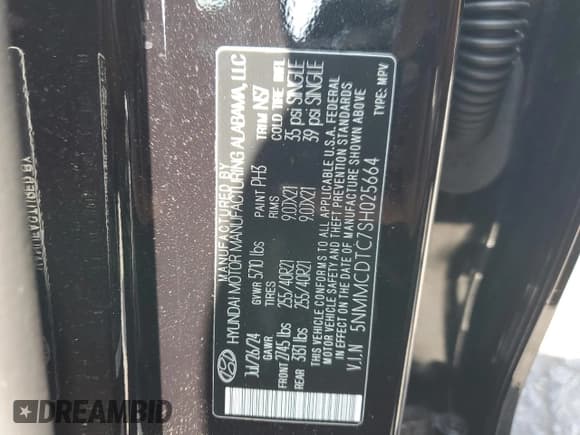 MANUFACTURED BY
HYUNDAI MOTOR MANUFACTURING ALABAMA, LLC
Jul/26/24 GVWR 5710 lbs PAINT PH3 TRIM NS7
GAWR TIRES RIMS COLD TIRE INFL
FRONT 2745 lbs 255/40R21 9.0JX21 35 psi SINGLE
REAR 3131 lbs 255/40R21 9.0JX21 39 psi SINGLE
THIS VEHICLE CONFORMS TO ALL APPLICABLE U.S.A. FEDERAL
MOTOR VEHICLE SAFETY AND THEFT PREVENTION STANDARDS
IN EFFECT ON THE DATE OF MANUFACTURE SHOWN ABOVE.
V.I.N 5NMMCDTC7SH025664 TYPE: MPV
DREAMBID